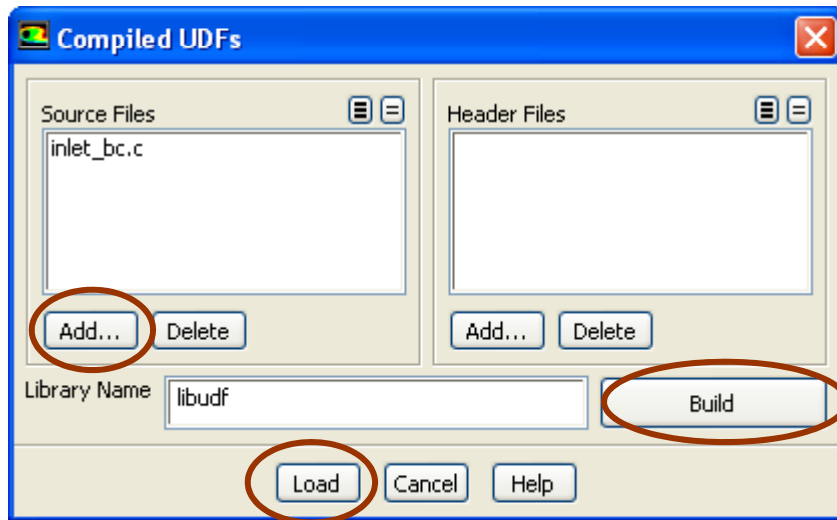 Compiled UDFs
Source Files
inlet_bc.c
Add... Delete
Header Files
Add... Delete
Library Name libudf Build
Load Cancel Help